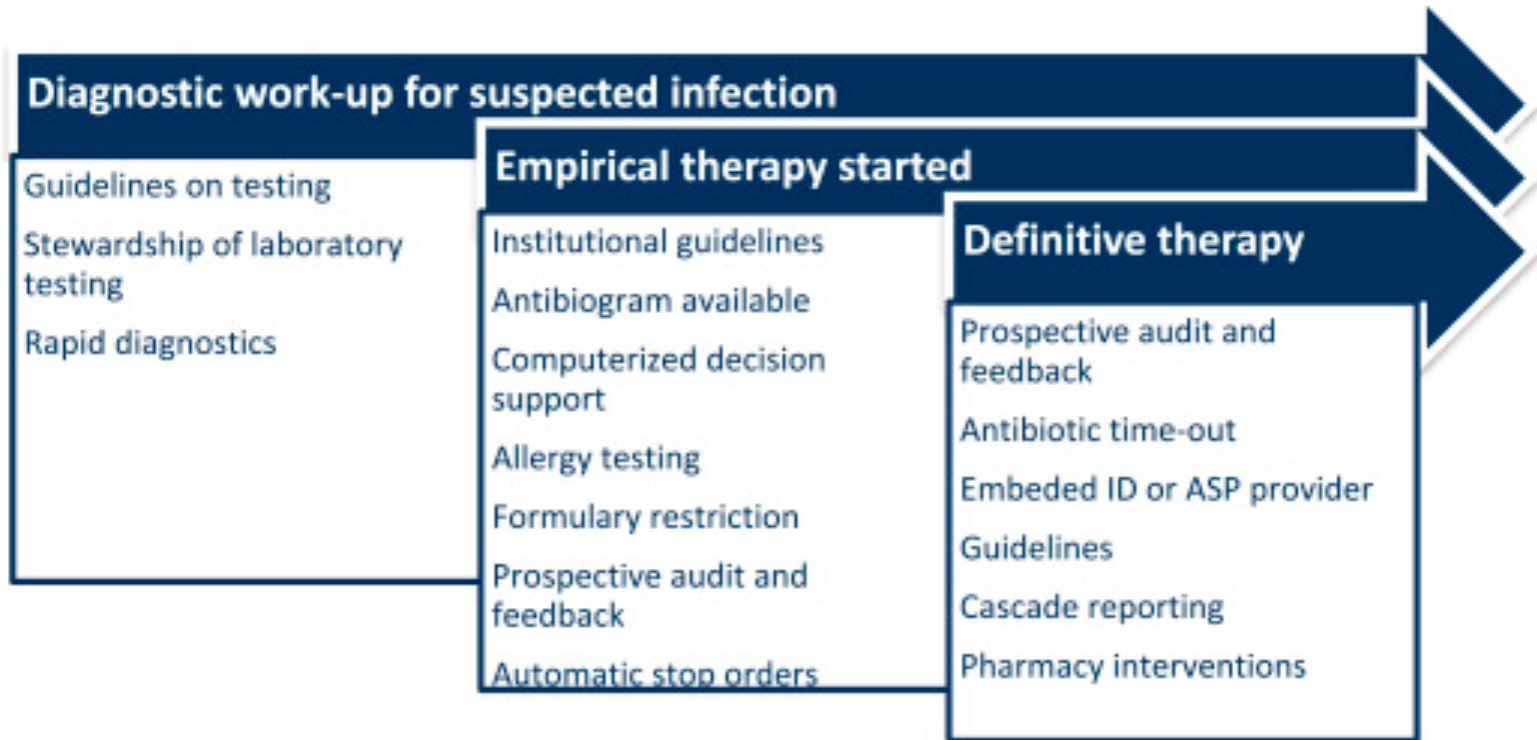 Diagnostic work-up for suspected infection
Guidelines on testing
Stewardship of laboratory
testing
Rapid diagnostics
Empirical therapy started
Institutional guidelines
Antibiogram available
Computerized decision
support
Allergy testing
Formulary restriction
Prospective audit and
feedback
Automatic stop orders
Definitive therapy
Prospective audit and
feedback
Antibiotic time-out
Embeded ID or ASP provider
Guidelines
Cascade reporting
Pharmacy interventions